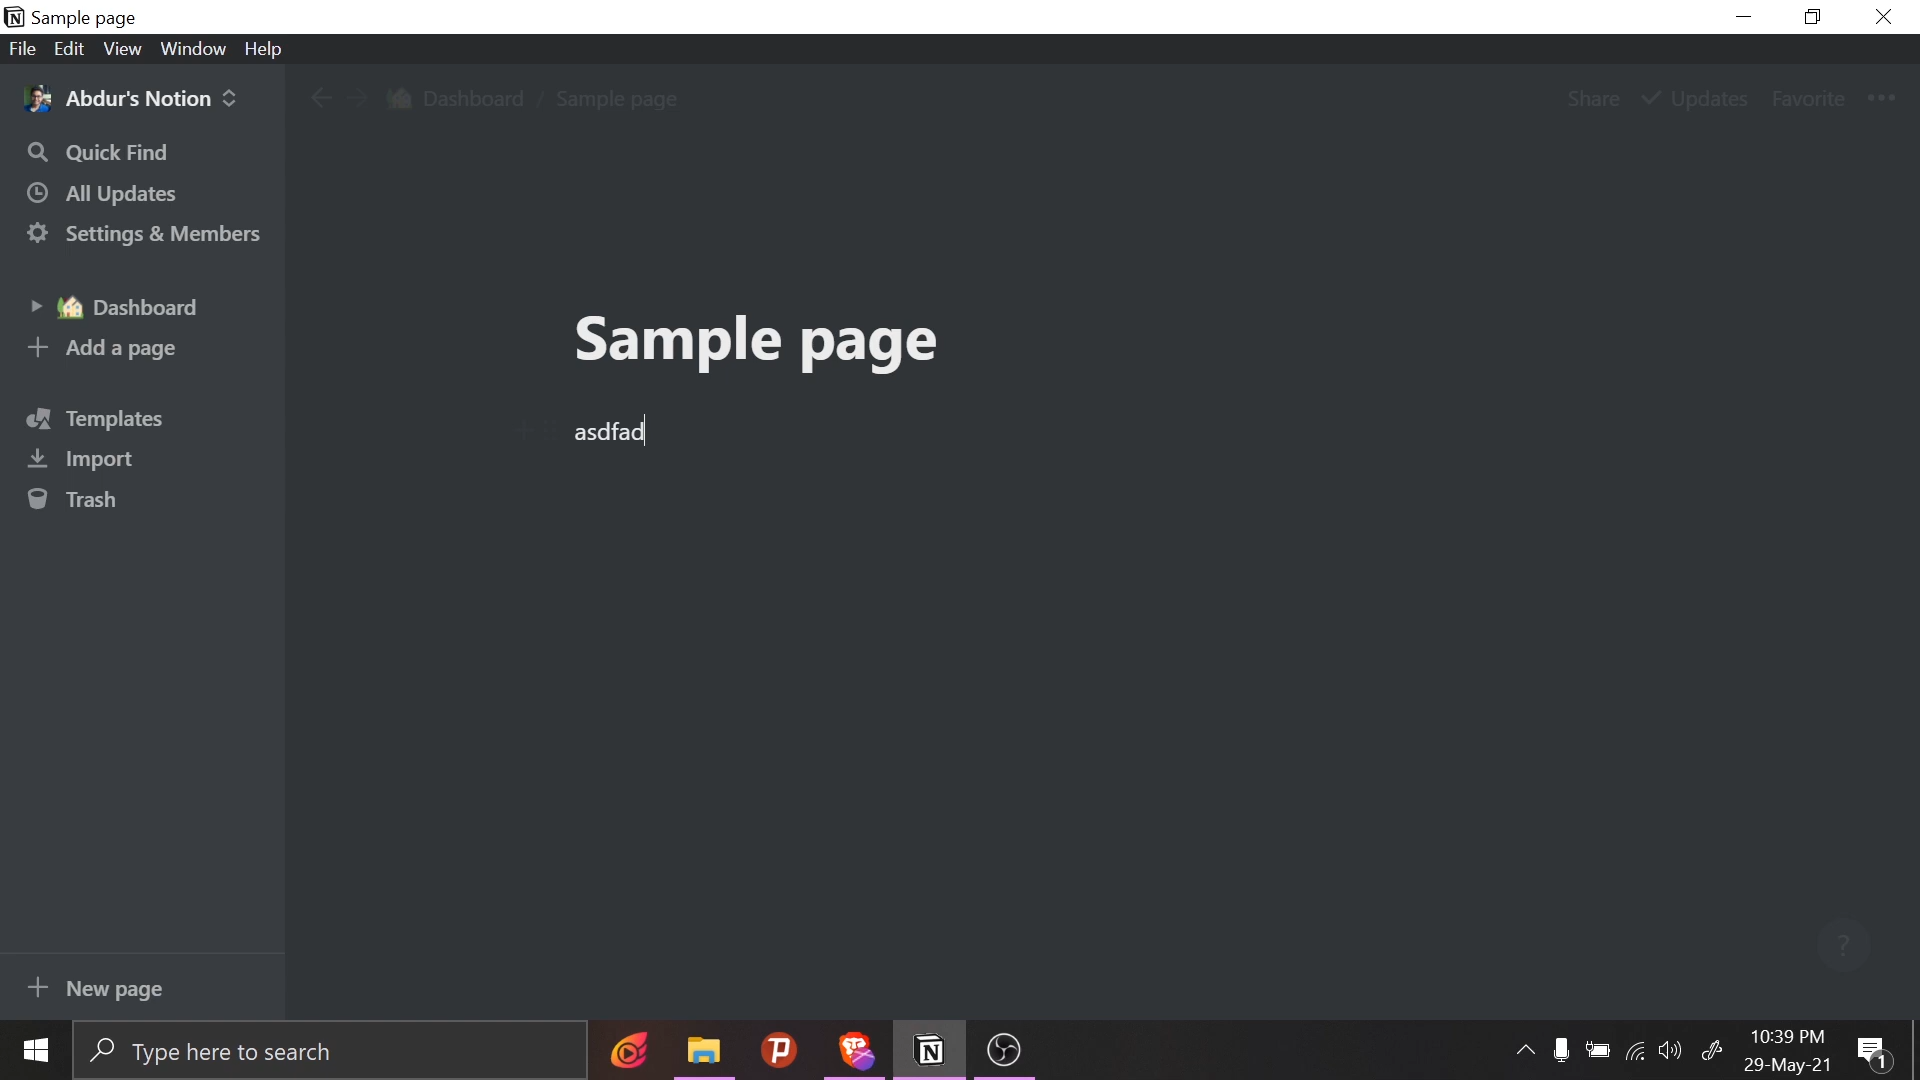 Sample page
File Edit View Window Help
Abdur's Notion
Dashboard / Sample page
Share Updates Favorite
Quick Find
All Updates
Settings & Members
Dashboard
Add a page
Templates
Import
Trash
Sample page
asdfad
?
New page
Type here to search
10:39 PM
29-May-21
1